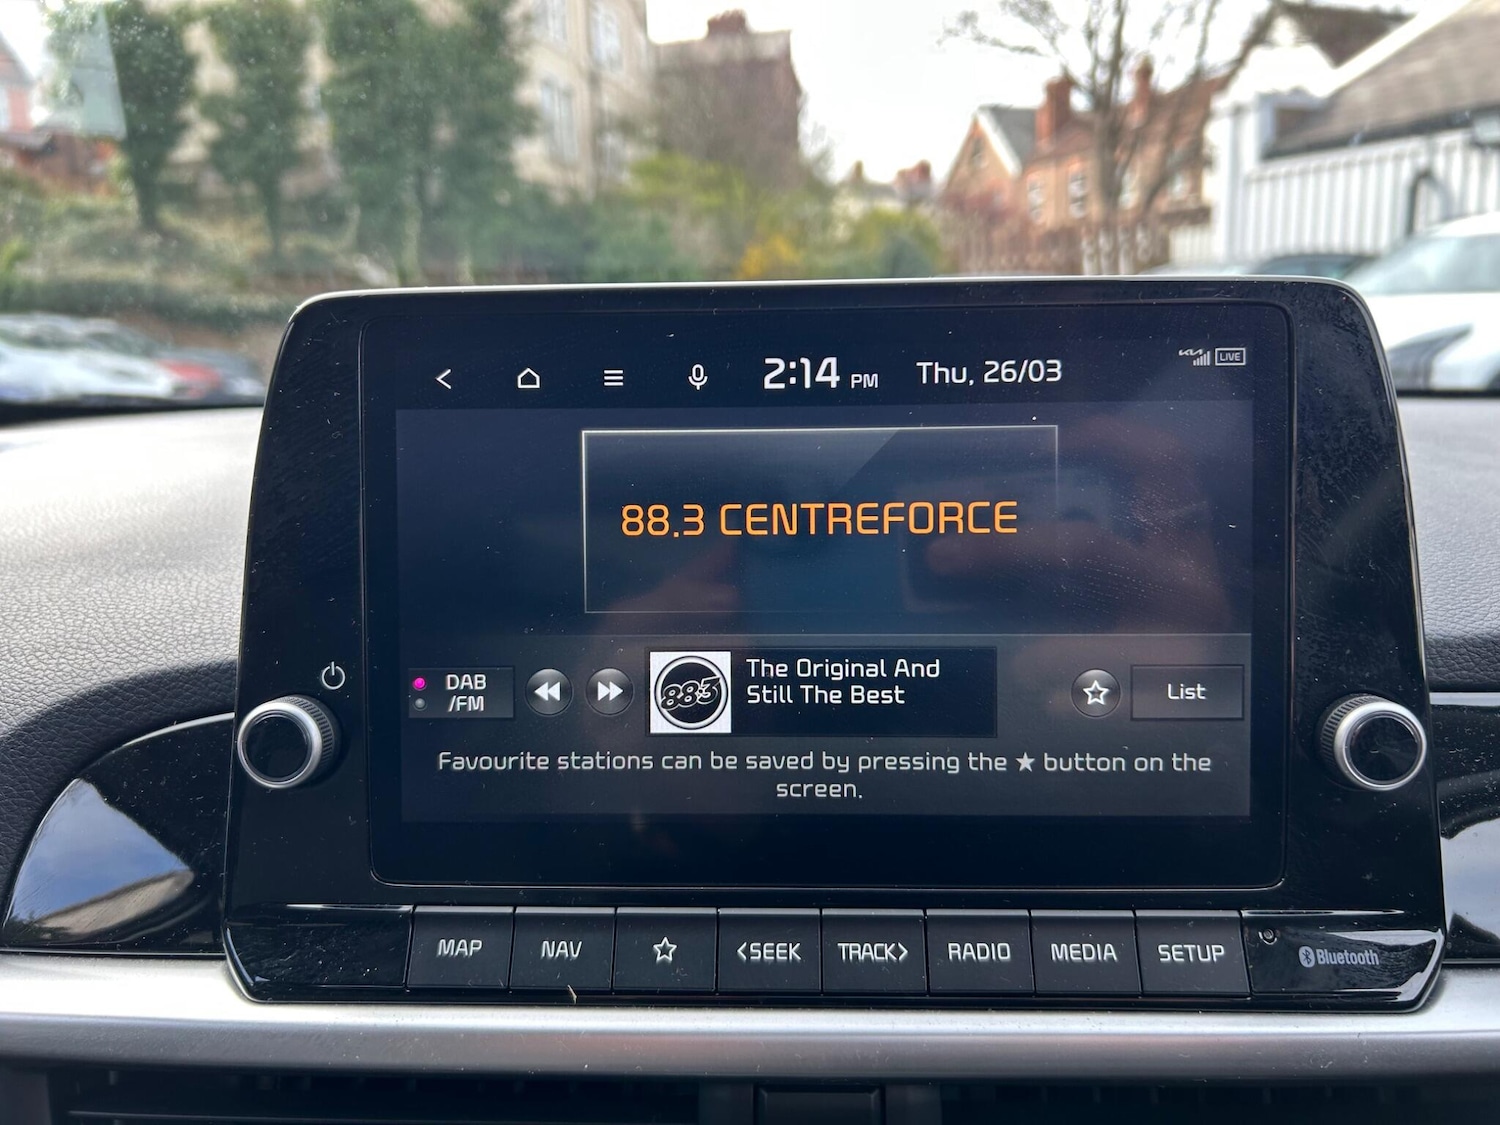 2:14 PM Thu, 26/03
LIVE
88.3 CENTREFORCE
DAB
/FM
883
The Original And
Still The Best
List
Favourite stations can be saved by pressing the ★ button on the
screen.
MAP NAV <SEEK TRACK> RADIO MEDIA SETUP
Bluetooth